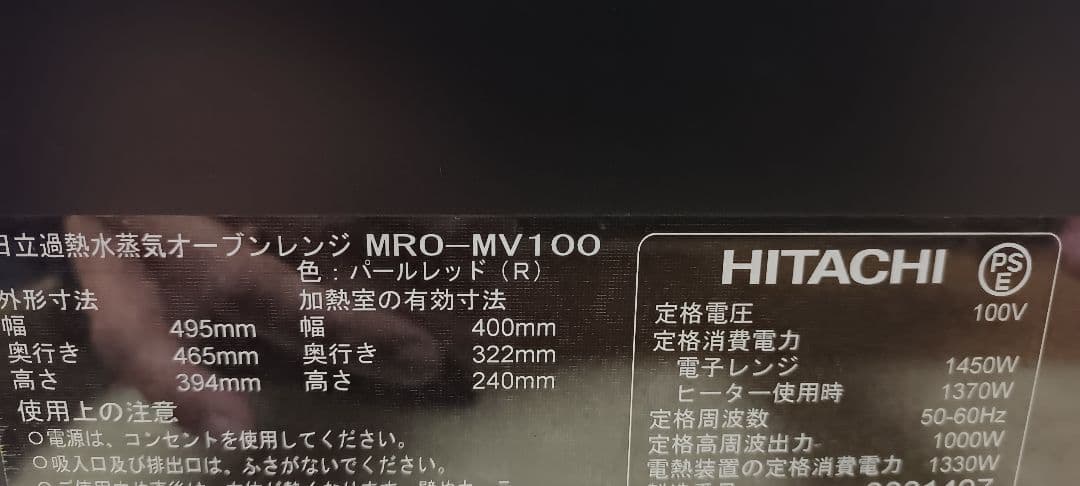 日立過熱水蒸気オーブンレンジ MRO-MV100
色：パールレッド（R）
外形寸法
幅 495mm
奥行き 465mm
高さ 394mm
加熱室の有効寸法
幅 400mm
奥行き 322mm
高さ 240mm
使用上の注意
○電源は、コンセントを使用してください。
○吸入口及び排出口は、ふさがないでください。
HITACHI
PS
E
定格電圧 100V
定格消費電力
電子レンジ 1450W
ヒーター使用時 1370W
定格周波数 50-60Hz
定格高周波出力 1000W
電熱装置の定格消費電力 1330W